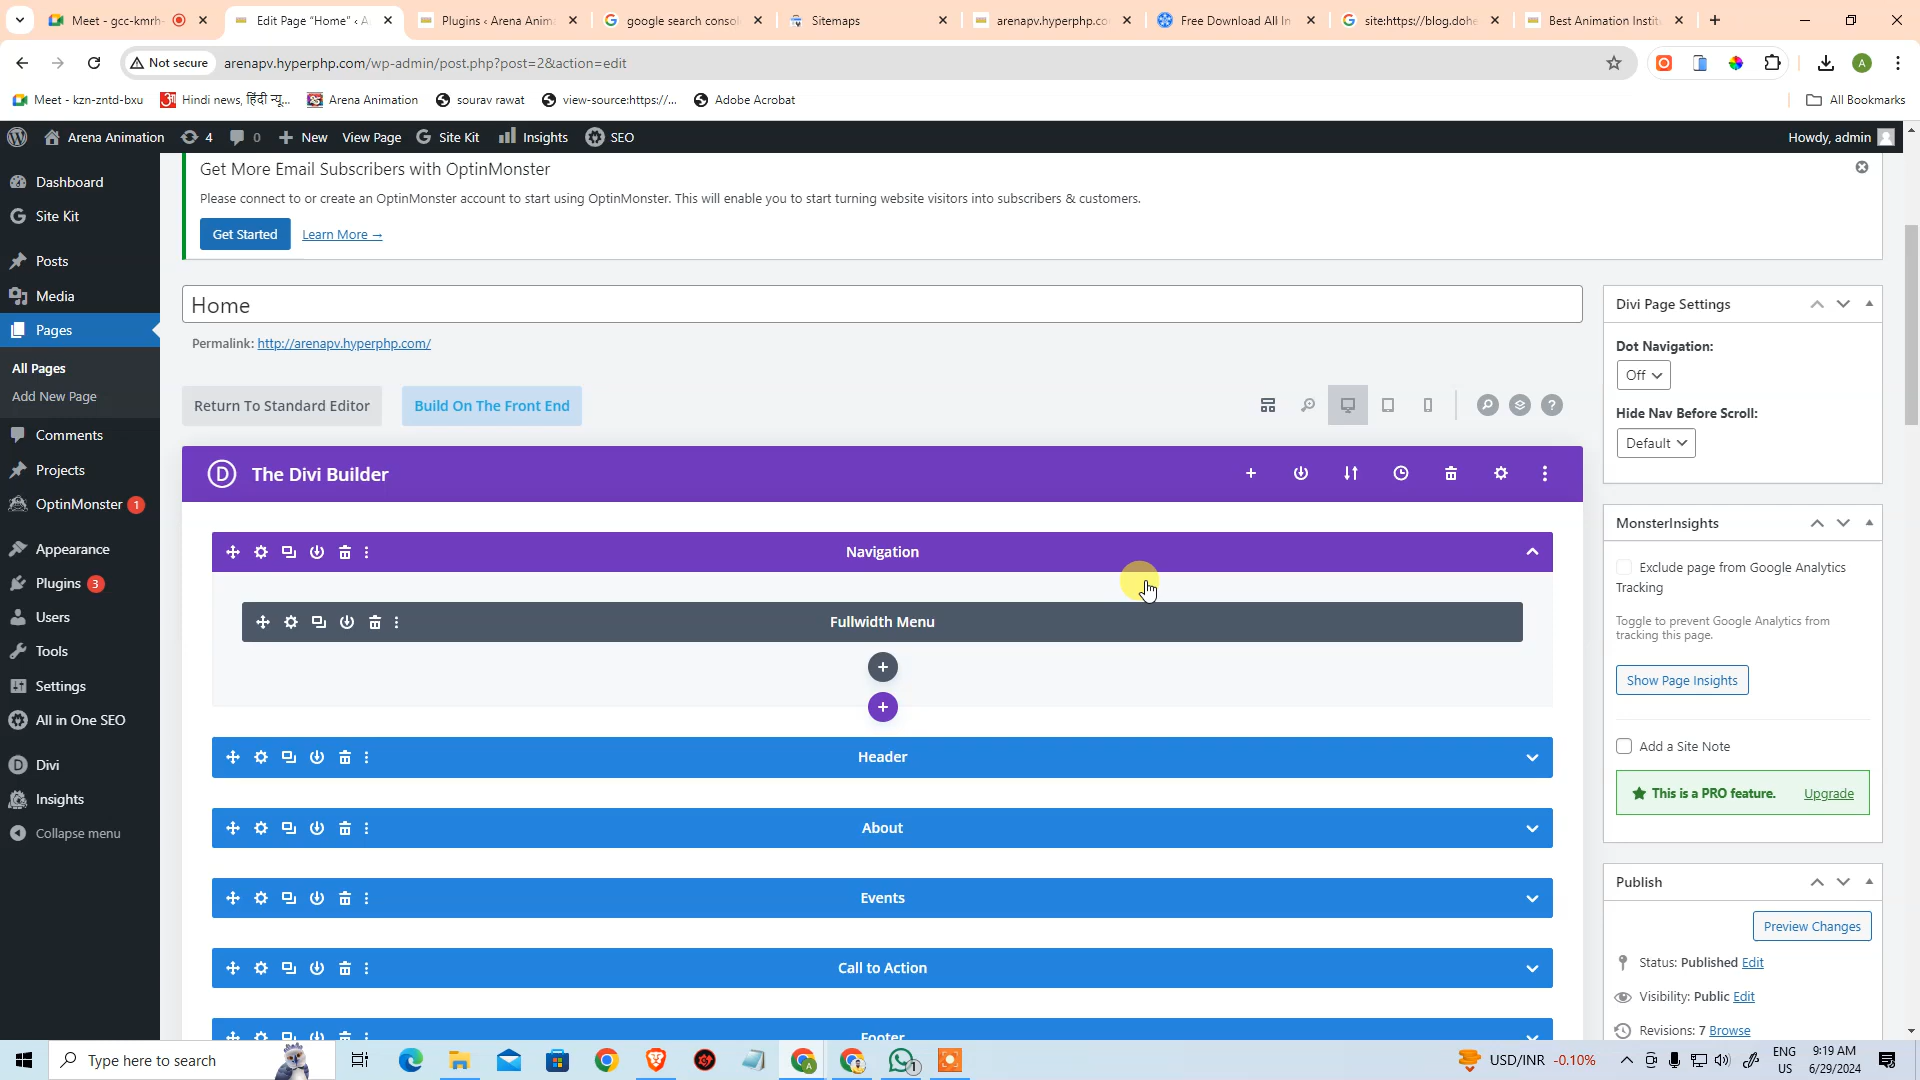 Meet - gcc-kmrh-
Edit Page "Home" ‹ A
Plugins ‹ Arena Anim
google search consol
Sitemaps
arenapv.hyperphp.co
Free Download All In
site:https://blog.dohe
Best Animation Instit
Not secure
arenapv.hyperphp.com/wp-admin/post.php?post=2&action=edit
A
Meet - kzn-zntd-bxu
Hindi news, हिंदी न्यू...
Arena Animation
sourav rawat
view-source:https://...
Adobe Acrobat
All Bookmarks
Arena Animation
4
0
New
View Page
Site Kit
Insights
SEO
Howdy, admin
Dashboard
Site Kit
Posts
Media
Pages
All Pages
Add New Page
Comments
Projects
OptinMonster 1
Appearance
Plugins 3
Users
Tools
Settings
All in One SEO
Divi
Insights
Collapse menu
Get More Email Subscribers with OptinMonster
Please connect to or create an OptinMonster account to start using OptinMonster. This will enable you to start turning website visitors into subscribers & customers.
Get Started
Learn More →
Home
Permalink: http://arenapv.hyperphp.com/
Return To Standard Editor
Build On The Front End
The Divi Builder
Navigation
Fullwidth Menu
Header
About
Events
Call to Action
Footer
Divi Page Settings
Dot Navigation:
Off
Hide Nav Before Scroll:
Default
MonsterInsights
Exclude page from Google Analytics
Tracking
Toggle to prevent Google Analytics from
tracking this page.
Show Page Insights
Add a Site Note
This is a PRO feature.
Upgrade
Publish
Preview Changes
Status: Published Edit
Visibility: Public Edit
Revisions: 7 Browse
Type here to search
USD/INR -0.10%
ENG
US
9:19 AM
6/29/2024